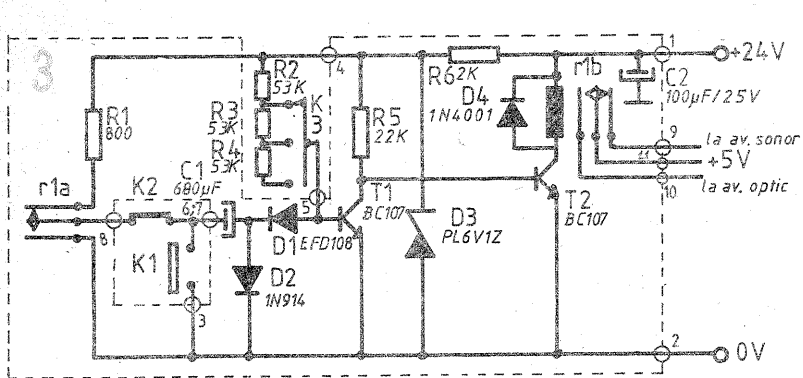 3
1
+24V
R2
53K
4
R6 2K
r1b
C2
100µF/25V
D4
1N4001
K
3
R3
53K
R5
22K
R1
800
R4
53K
9
la av. sonor
11
+5V
10
la av. optic
C1
680µF
r1a
K2
6,7
5
T1
BC107
T2
BC107
8
D1
EFD108
D3
PL6V1Z
K1
D2
1N914
3
2
0V